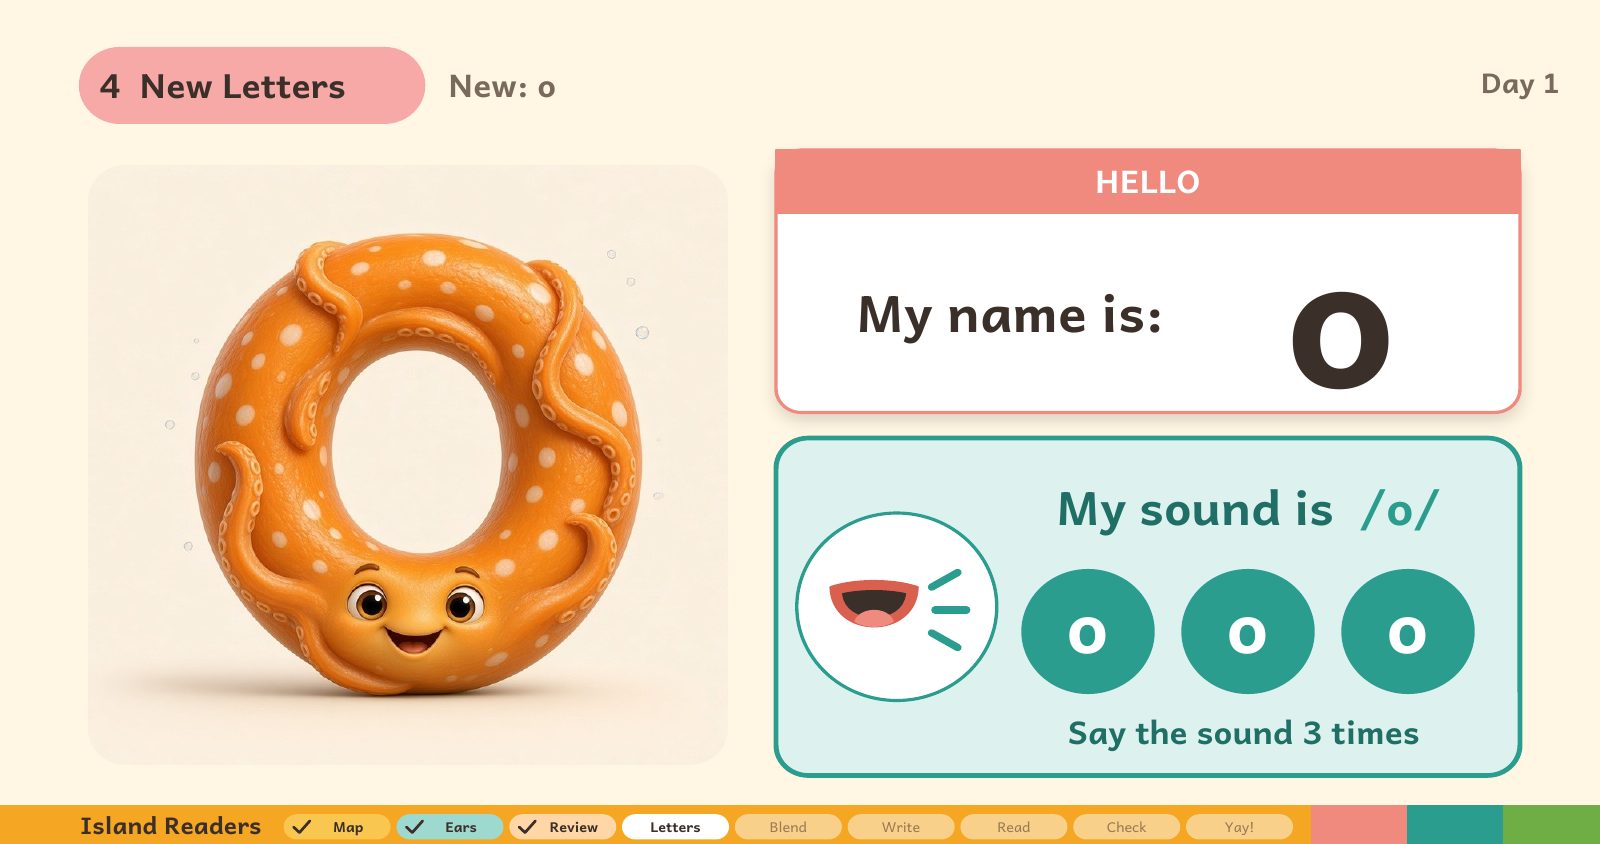 4 New Letters
New: o
Day 1
HELLO
My name is: o
My sound is /o/
o o o
Say the sound 3 times
Island Readers
Map
Ears
Review
Letters
Blend
Write
Read
Check
Yay!